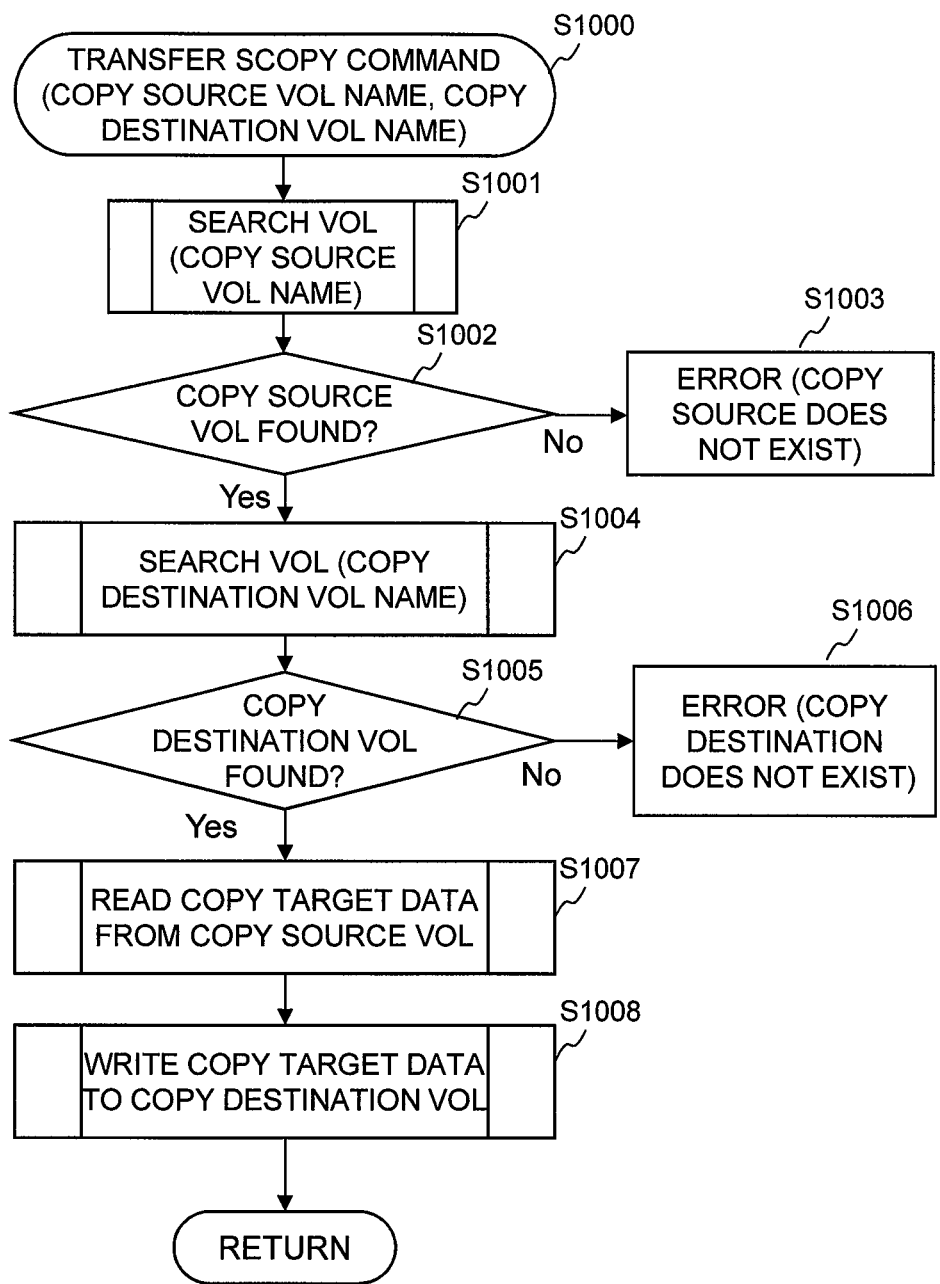 S1000
TRANSFER SCOPY COMMAND
(COPY SOURCE VOL NAME, COPY
DESTINATION VOL NAME)
S1001
SEARCH VOL
(COPY SOURCE
VOL NAME)
S1002
COPY SOURCE
VOL FOUND?
No
S1003
ERROR (COPY
SOURCE DOES
NOT EXIST)
Yes
S1004
SEARCH VOL (COPY
DESTINATION VOL NAME)
S1005
COPY
DESTINATION VOL
FOUND?
No
S1006
ERROR (COPY
DESTINATION
DOES NOT EXIST)
Yes
S1007
READ COPY TARGET DATA
FROM COPY SOURCE VOL
S1008
WRITE COPY TARGET DATA
TO COPY DESTINATION VOL
RETURN